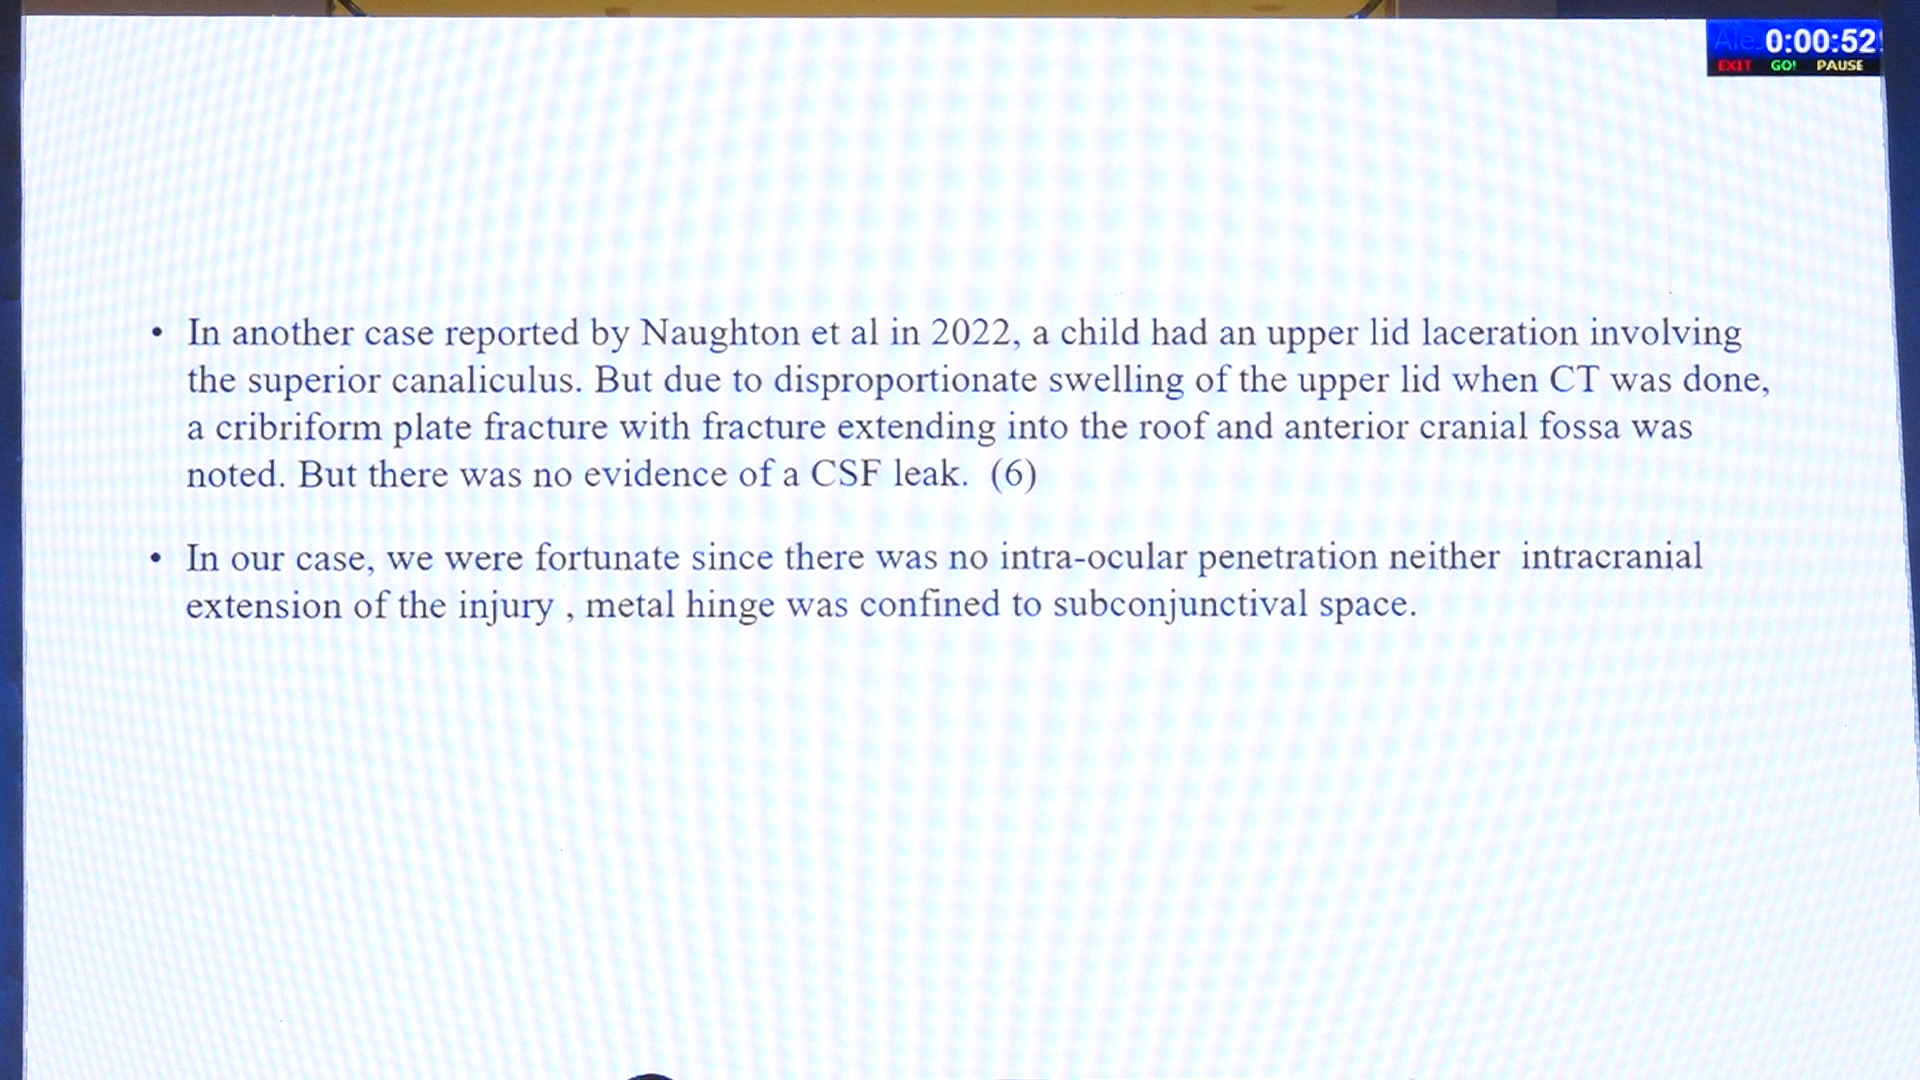 Ale 0:00:52
EXIT GO! PAUSE
• In another case reported by Naughton et al in 2022, a child had an upper lid laceration involving
the superior canaliculus. But due to disproportionate swelling of the upper lid when CT was done,
a cribriform plate fracture with fracture extending into the roof and anterior cranial fossa was
noted. But there was no evidence of a CSF leak. (6)
• In our case, we were fortunate since there was no intra-ocular penetration neither intracranial
extension of the injury , metal hinge was confined to subconjunctival space.